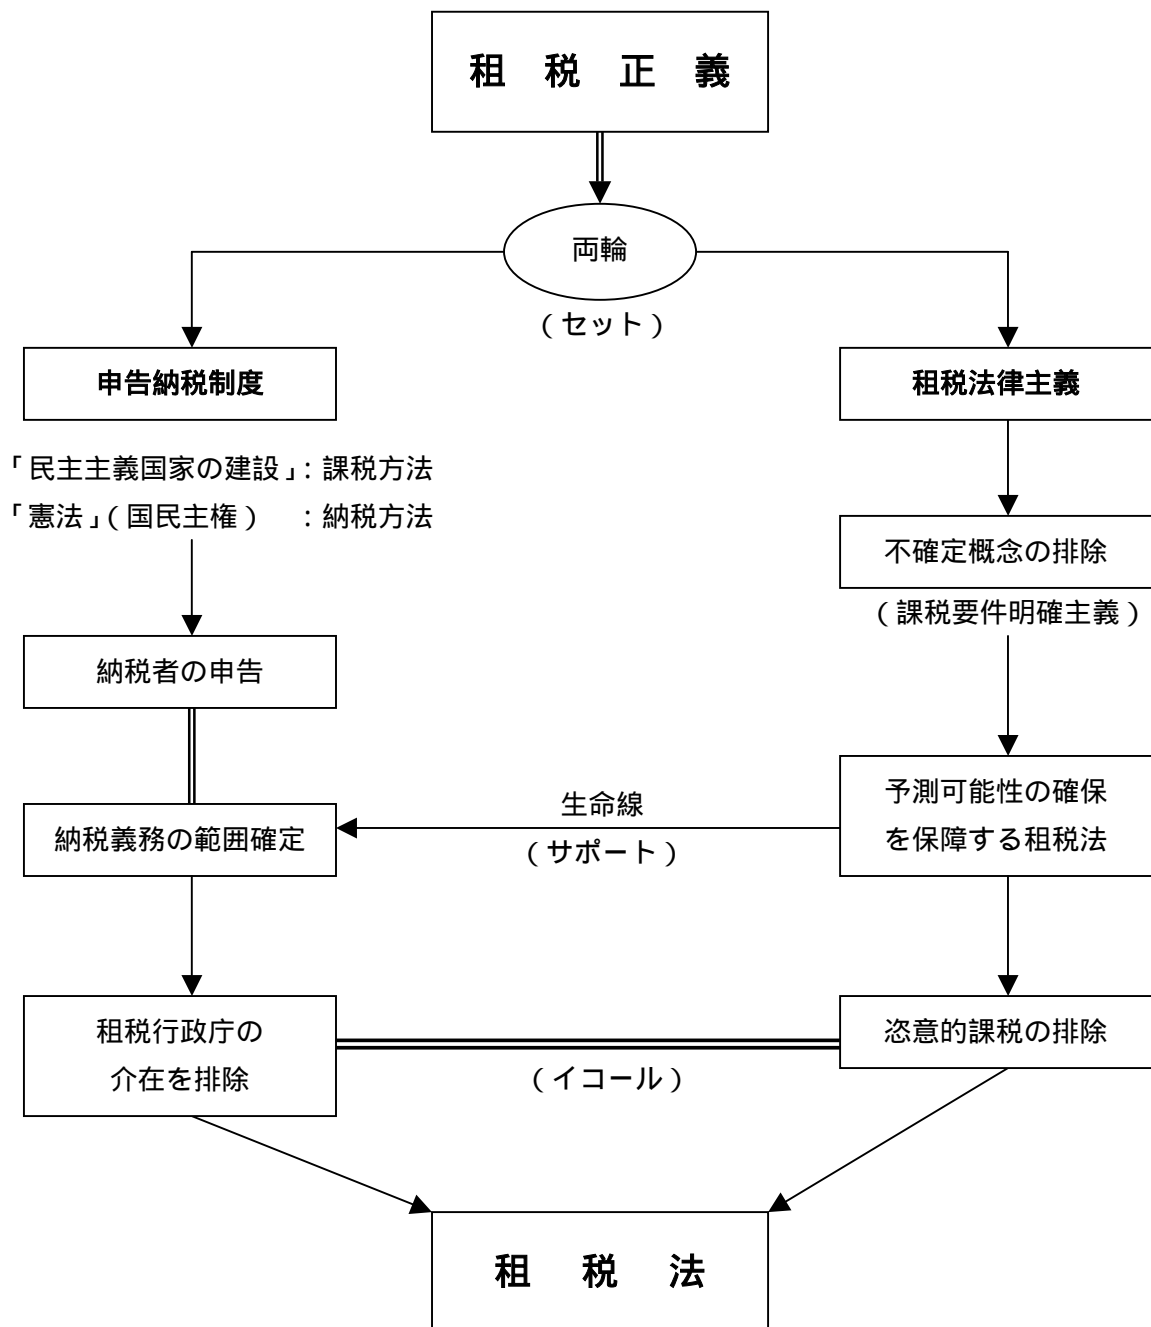 租 税 正 義
両輪
（セット）
申告納税制度
租税法律主義
「民主主義国家の建設」：課税方法
「憲法」（国民主権）　：納税方法
不確定概念の排除
（課税要件明確主義）
納税者の申告
予測可能性の確保
を保障する租税法
生命線
（サポート）
納税義務の範囲確定
租税行政庁の
介在を排除
恣意的課税の排除
（イコール）
租 税 法